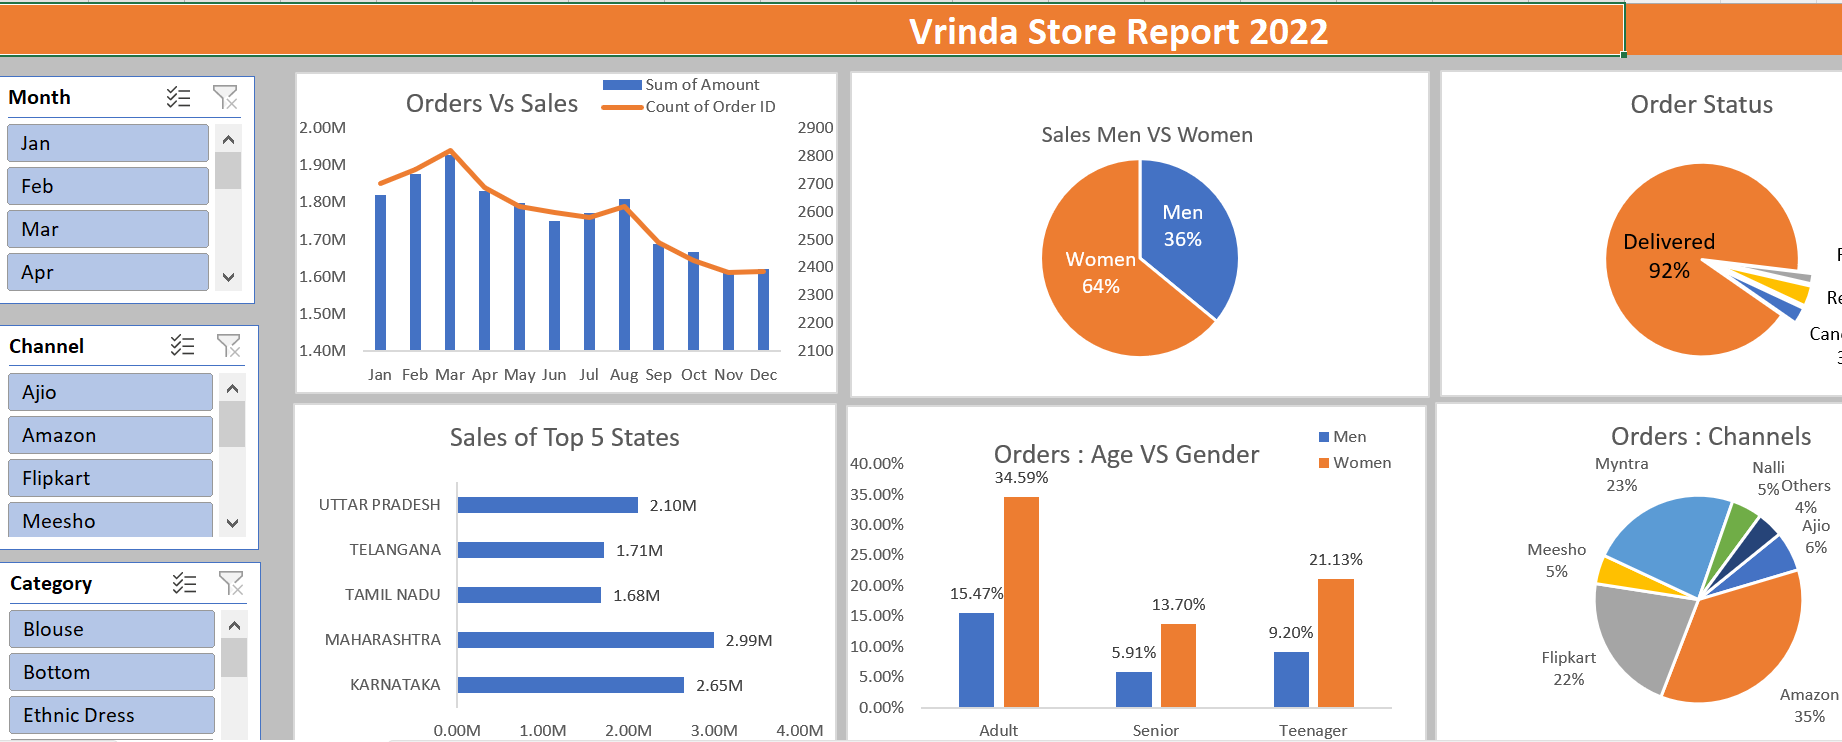 Vrinda Store Report 2022
Month
Jan
Feb
Mar
Apr
Channel
Ajio
Amazon
Flipkart
Meesho
Category
Blouse
Bottom
Ethnic Dress
Orders Vs Sales
Sum of Amount
Count of Order ID
2.00M
1.90M
1.80M
1.70M
1.60M
1.50M
1.40M
2900
2800
2700
2600
2500
2400
2300
2200
2100
Jan Feb Mar Apr May Jun Jul Aug Sep Oct Nov Dec
Sales Men VS Women
Men
36%
Women
64%
Order Status
Delivered
92%
Sales of Top 5 States
UTTAR PRADESH 2.10M
TELANGANA 1.71M
TAMIL NADU 1.68M
MAHARASHTRA 2.99M
KARNATAKA 2.65M
0.00M 1.00M 2.00M 3.00M 4.00M
Orders : Age VS Gender
Men
Women
40.00%
35.00%
30.00%
25.00%
20.00%
15.00%
10.00%
5.00%
0.00%
15.47%
34.59%
5.91%
13.70%
9.20%
21.13%
Adult Senior Teenager
Orders : Channels
Myntra
23%
Nalli
5%
Others
4%
Ajio
6%
Meesho
5%
Flipkart
22%
Amazon
35%